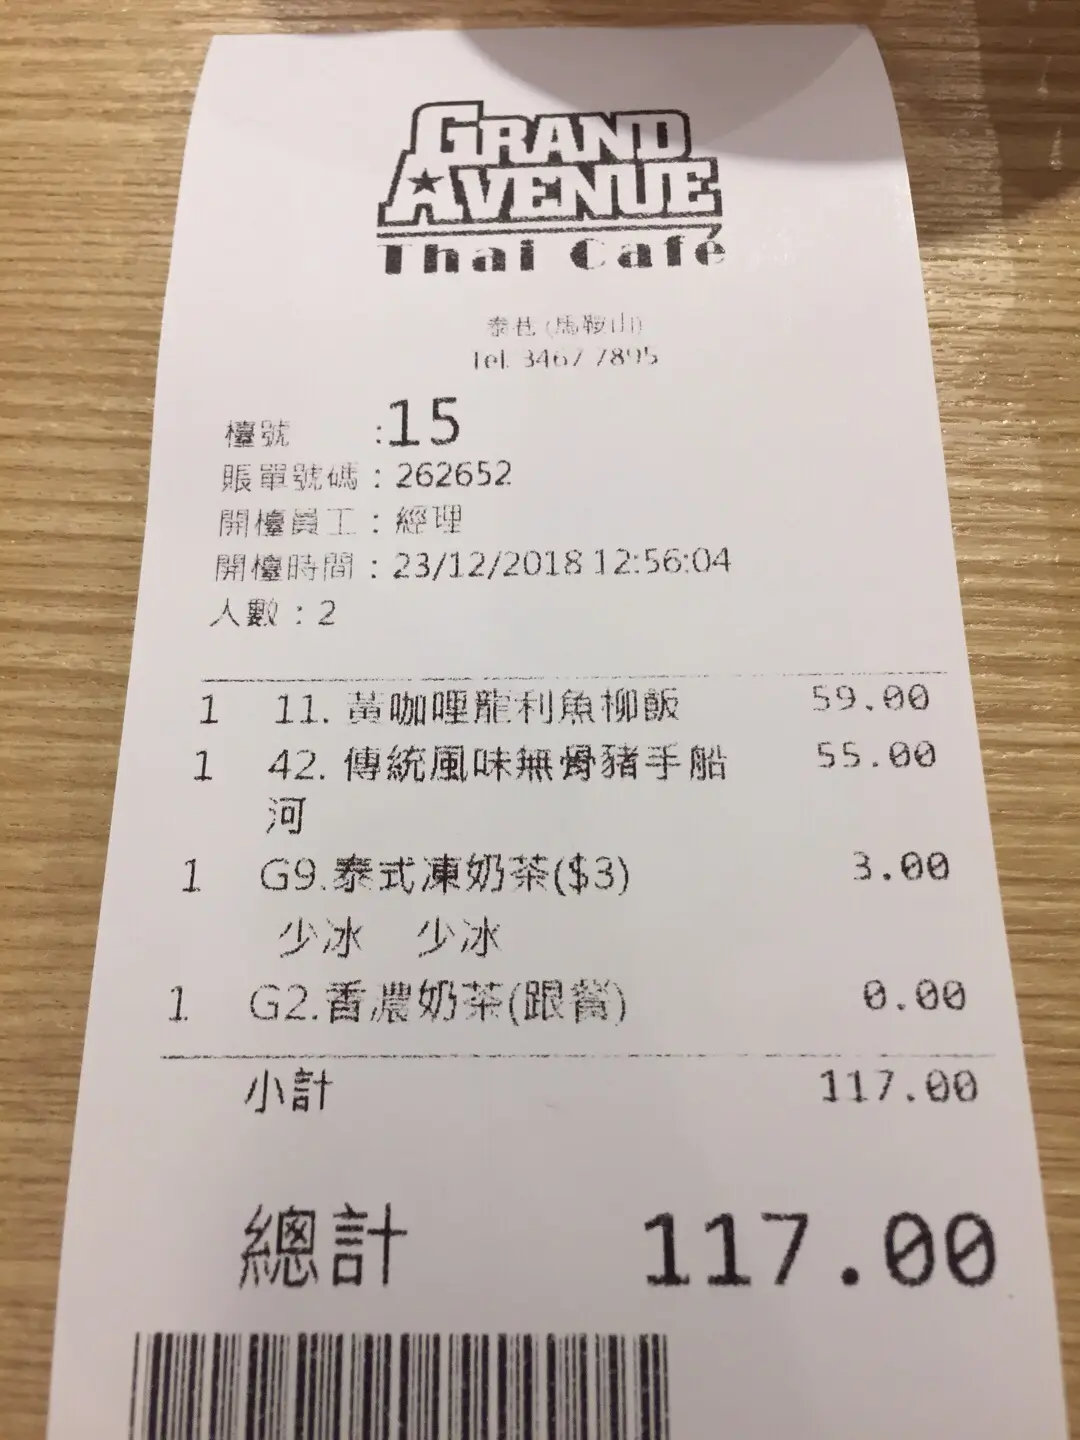 GRAND
AVENUE
Thai Café
泰巷 (馬鞍山)
Tel. 3467 7895
檯號 :15
賬單號碼 : 262652
開檯員工 : 經理
開檯時間 : 23/12/2018 12:56:04
人數 : 2
1 11. 黃咖哩龍利魚柳飯 59.00
1 42. 傳統風味無骨豬手船 55.00
河
1 G9.泰式凍奶茶($3) 3.00
少冰 少冰
1 G2.香濃奶茶(跟餐) 0.00
小計 117.00
總計 117.00